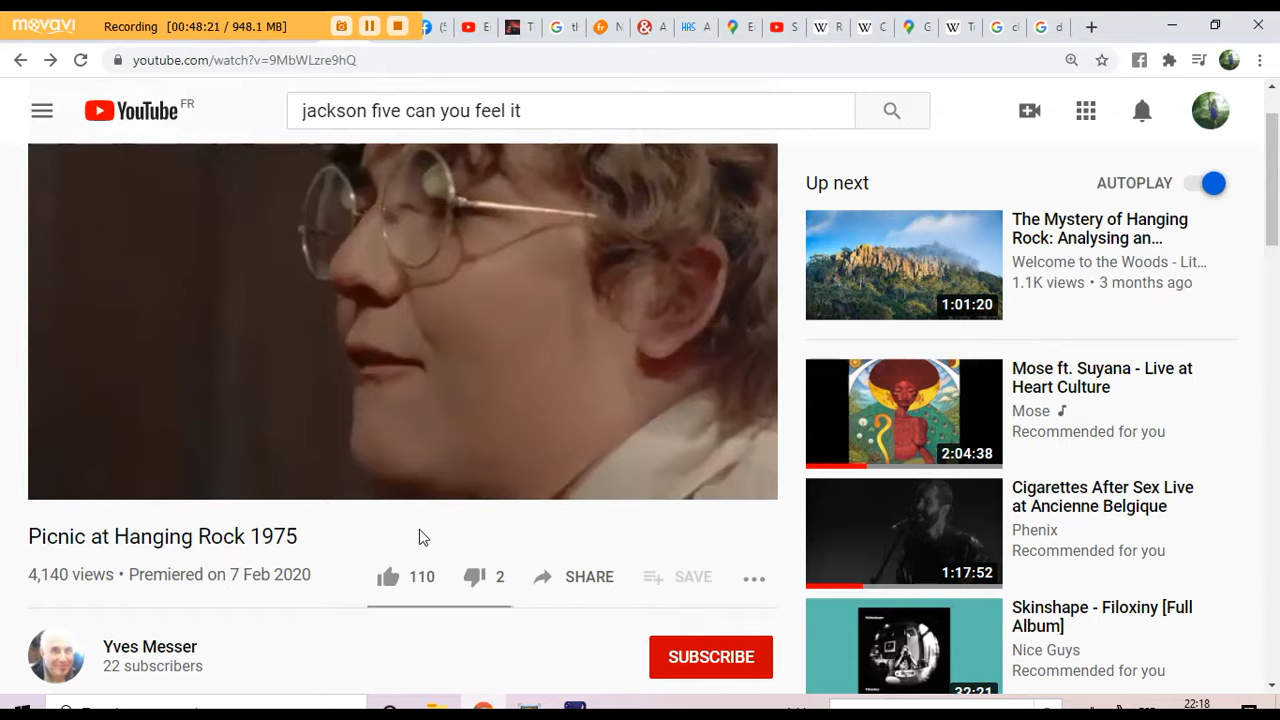 movavi Recording [00:48:21 / 948.1 MB]
youtube.com/watch?v=9MbWLzre9hQ
YouTube FR
jackson five can you feel it
Up next
AUTOPLAY
The Mystery of Hanging
Rock: Analysing an...
Welcome to the Woods - Lit...
1.1K views • 3 months ago
1:01:20
Mose ft. Suyana - Live at
Heart Culture
Mose
Recommended for you
2:04:38
Cigarettes After Sex Live
at Ancienne Belgique
Phenix
Recommended for you
1:17:52
Skinshape - Filoxiny [Full
Album]
Nice Guys
Recommended for you
32:21
Picnic at Hanging Rock 1975
4,140 views • Premiered on 7 Feb 2020
110
2
SHARE
SAVE
Yves Messer
22 subscribers
SUBSCRIBE
22:18